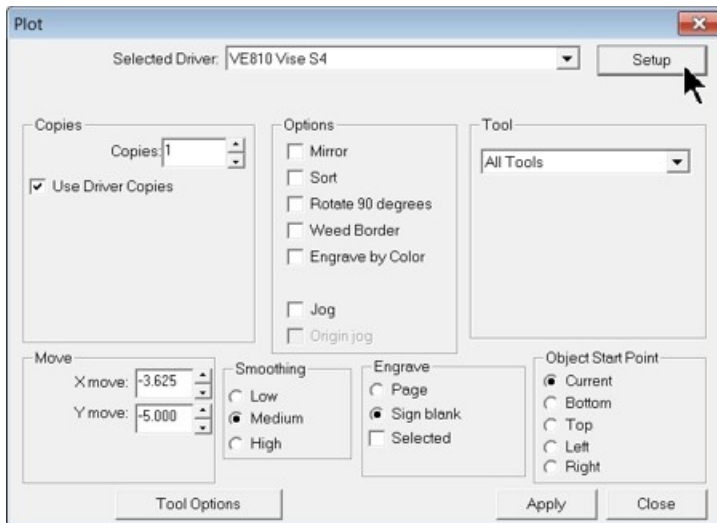 Plot
Selected Driver: VE810 Vise S4
Setup
Copies
Copies: 1
Use Driver Copies
Options
Mirror
Sort
Rotate 90 degrees
Weed Border
Engrave by Color
Jog
Origin jog
Tool
All Tools
Move
X move: -3.625
Y move: -5.000
Smoothing
Low
Medium
High
Engrave
Page
Sign blank
Selected
Object Start Point
Current
Bottom
Top
Left
Right
Tool Options
Apply
Close